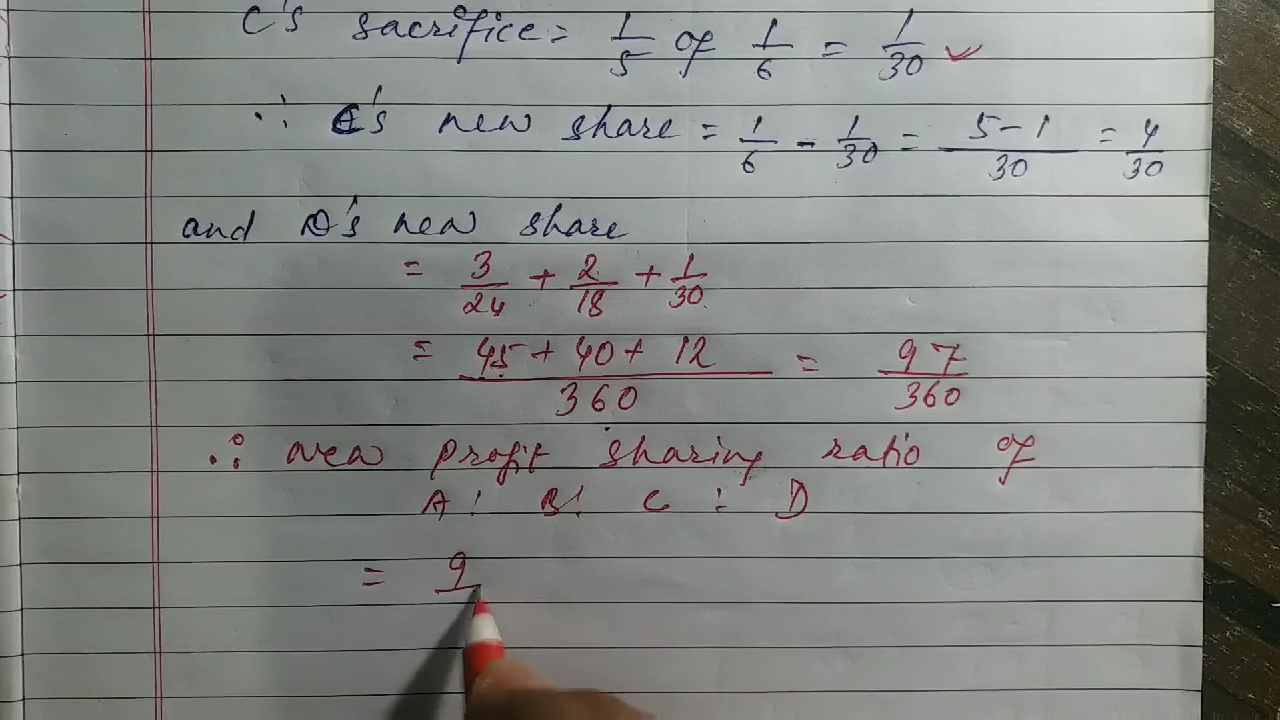 C's sacrifice = 1/5 of 1/6 = 1/30 ✓
∵ C's new share = 1/6 - 1/30 = 5-1/30 = 4/30
and D's new share
= 3/24 + 2/18 + 1/30
= 45 + 40 + 12/360 = 97/360
∴ new profit sharing ratio of
A : B : C : D
= 9